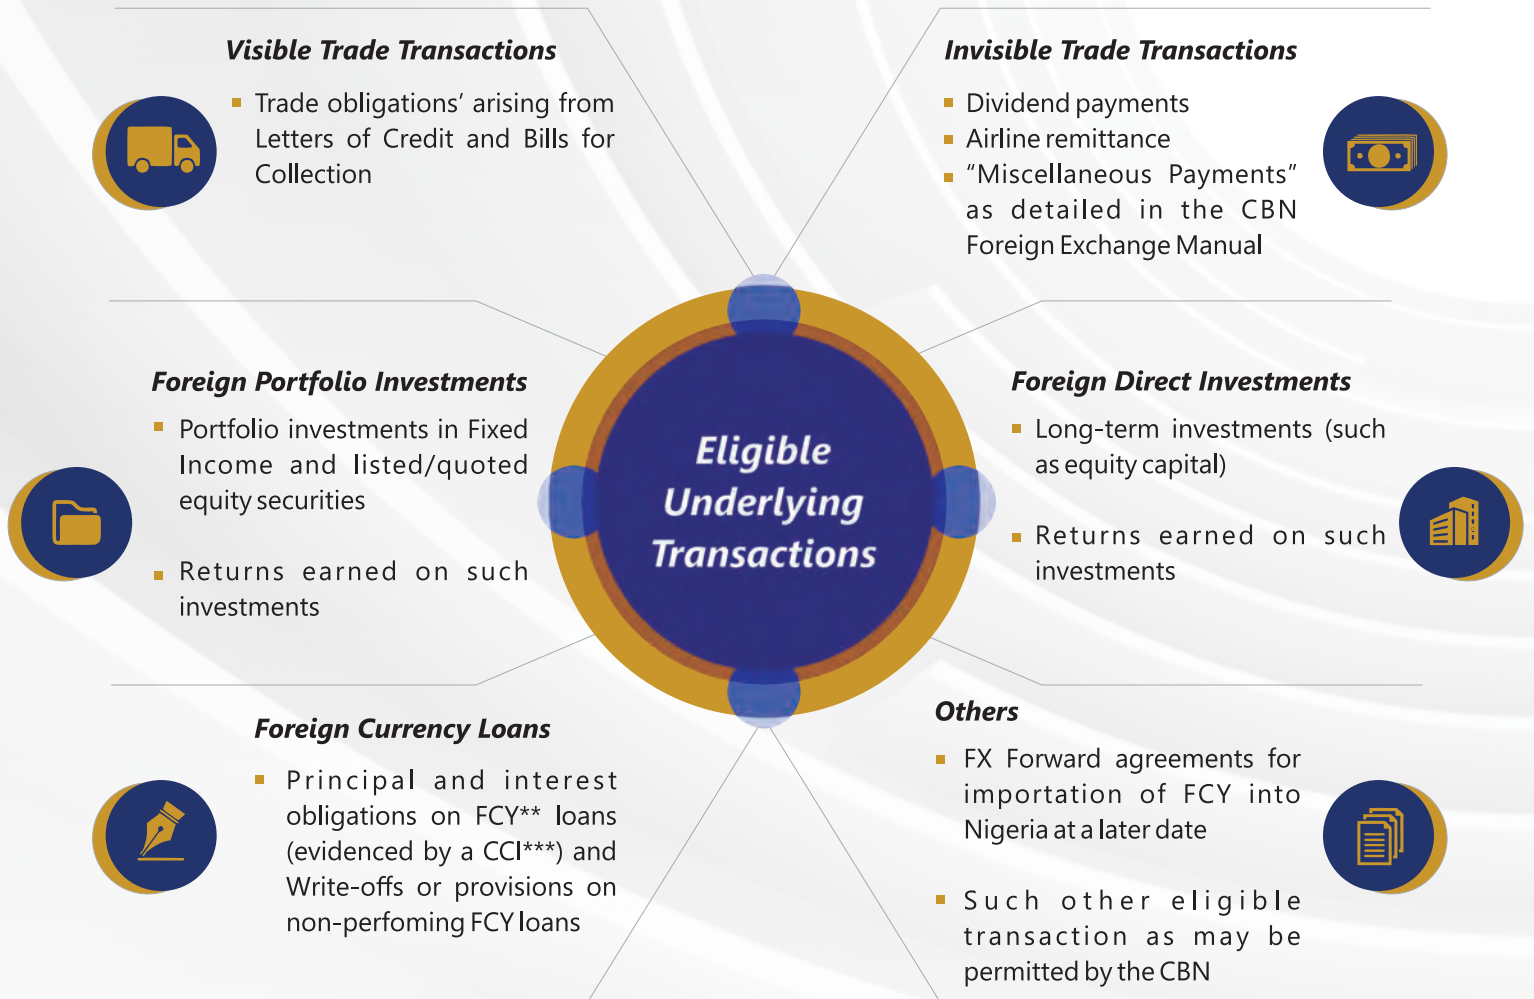 Visible Trade Transactions
Trade obligations’ arising from
Letters of Credit and Bills for
Collection
Invisible Trade Transactions
Dividend payments
Airline remittance
“Miscellaneous Payments”
as detailed in the CBN
Foreign Exchange Manual
Foreign Portfolio Investments
Portfolio investments in Fixed
Income and listed/quoted
equity securities
Returns earned on such
investments
Eligible
Underlying
Transactions
Foreign Direct Investments
Long-term investments (such
as equity capital)
Returns earned on such
investments
Foreign Currency Loans
Principal and interest
obligations on FCY** loans
(evidenced by a CCI***) and
Write-offs or provisions on
non-perfoming FCY loans
Others
FX Forward agreements for
importation of FCY into
Nigeria at a later date
Such other eligible
transaction as may be
permitted by the CBN